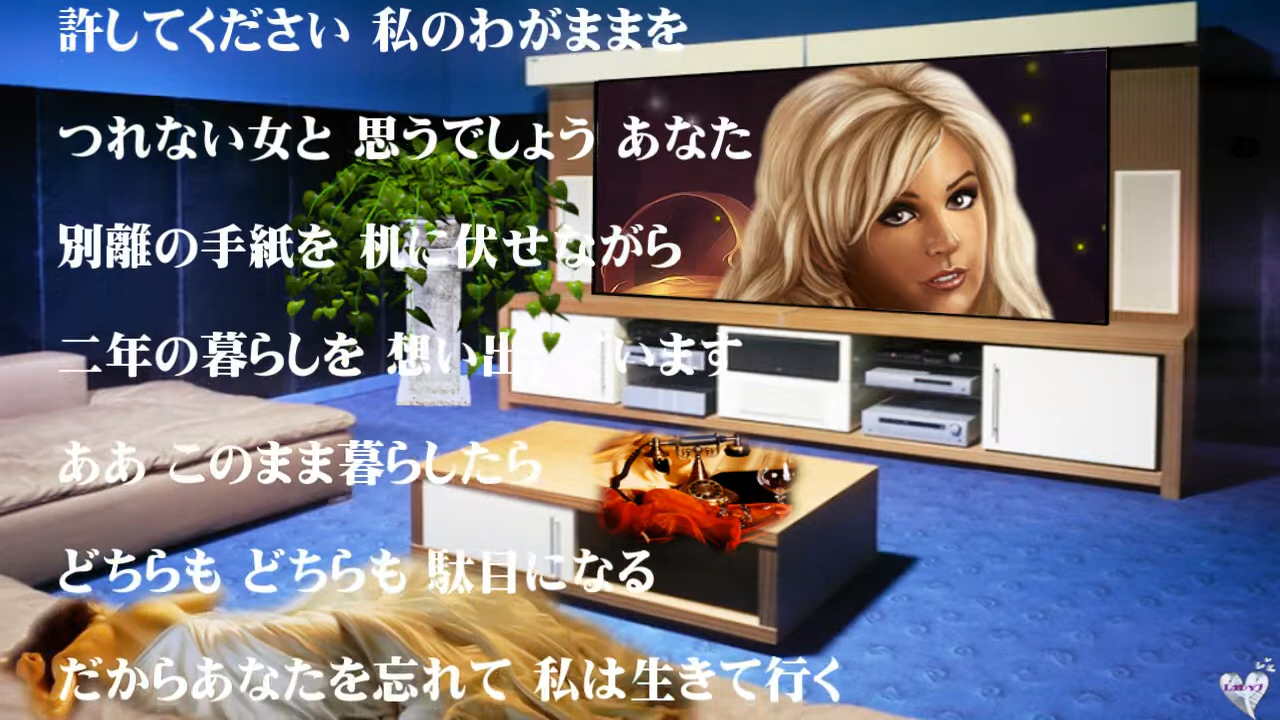 許してください 私のわがままを
つれない女と 思うでしょう あなた
別離の手紙を 机に伏せながら
二年の暮らしを 想い出しています
ああ このまま暮らしたら
どちらも どちらも 駄目になる
だからあなたを忘れて 私は生きて行く